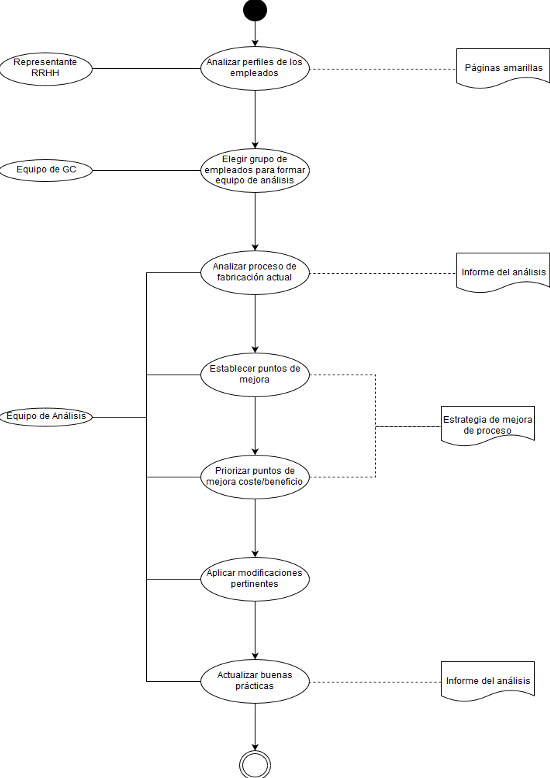 Representante
RRHH
Analizar perfiles de los
empleados
Páginas amarillas
Equipo de GC
Elegir grupo de
empleados para formar
equipo de análisis
Analizar proceso de
fabricación actual
Informe del análisis
Establecer puntos de
mejora
Equipo de Análisis
Estrategia de mejora
de proceso
Priorizar puntos de
mejora coste/beneficio
Aplicar modificaciones
pertinentes
Actualizar buenas
prácticas
Informe del análisis